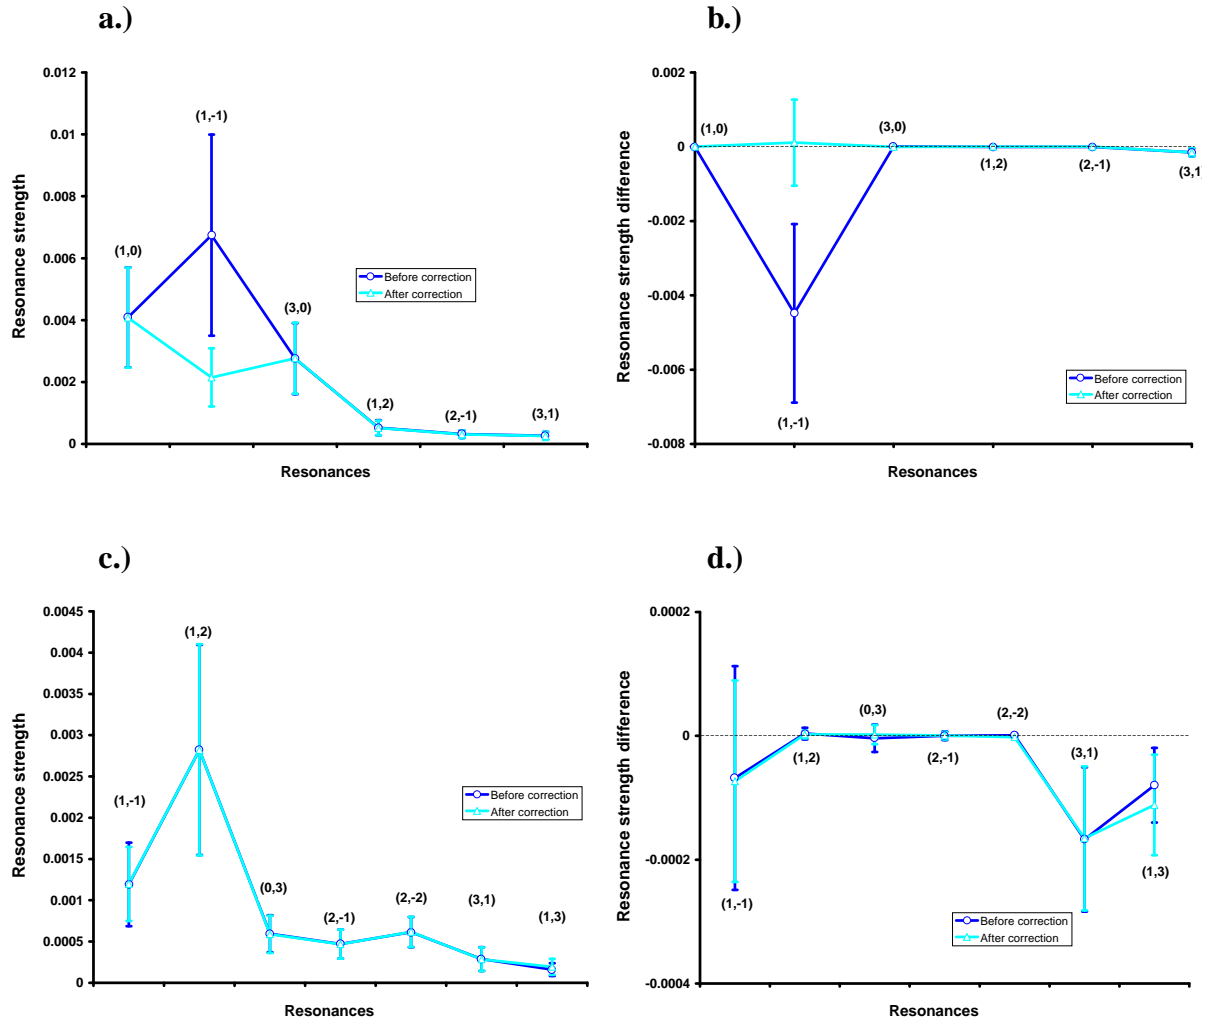 a.)
0.012
0.01
0.008
0.006
0.004
0.002
0
Resonance strength
(1,0)
(1,-1)
(3,0)
(1,2)
(2,-1)
(3,1)
Before correction
After correction
Resonances
b.)
0.002
0
-0.002
-0.004
-0.006
-0.008
Resonance strength difference
(1,0)
(1,-1)
(3,0)
(1,2)
(2,-1)
(3,1
Before correction
After correction
Resonances
c.)
0.0045
0.004
0.0035
0.003
0.0025
0.002
0.0015
0.001
0.0005
0
Resonance strength
(1,-1)
(1,2)
(0,3)
(2,-1)
(2,-2)
(3,1)
(1,3)
Before correction
After correction
Resonances
d.)
0.0002
0
-0.0002
-0.0004
Resonance strength difference
(1,-1)
(1,2)
(0,3)
(2,-1)
(2,-2)
(3,1)
(1,3)
Before correction
After correction
Resonances